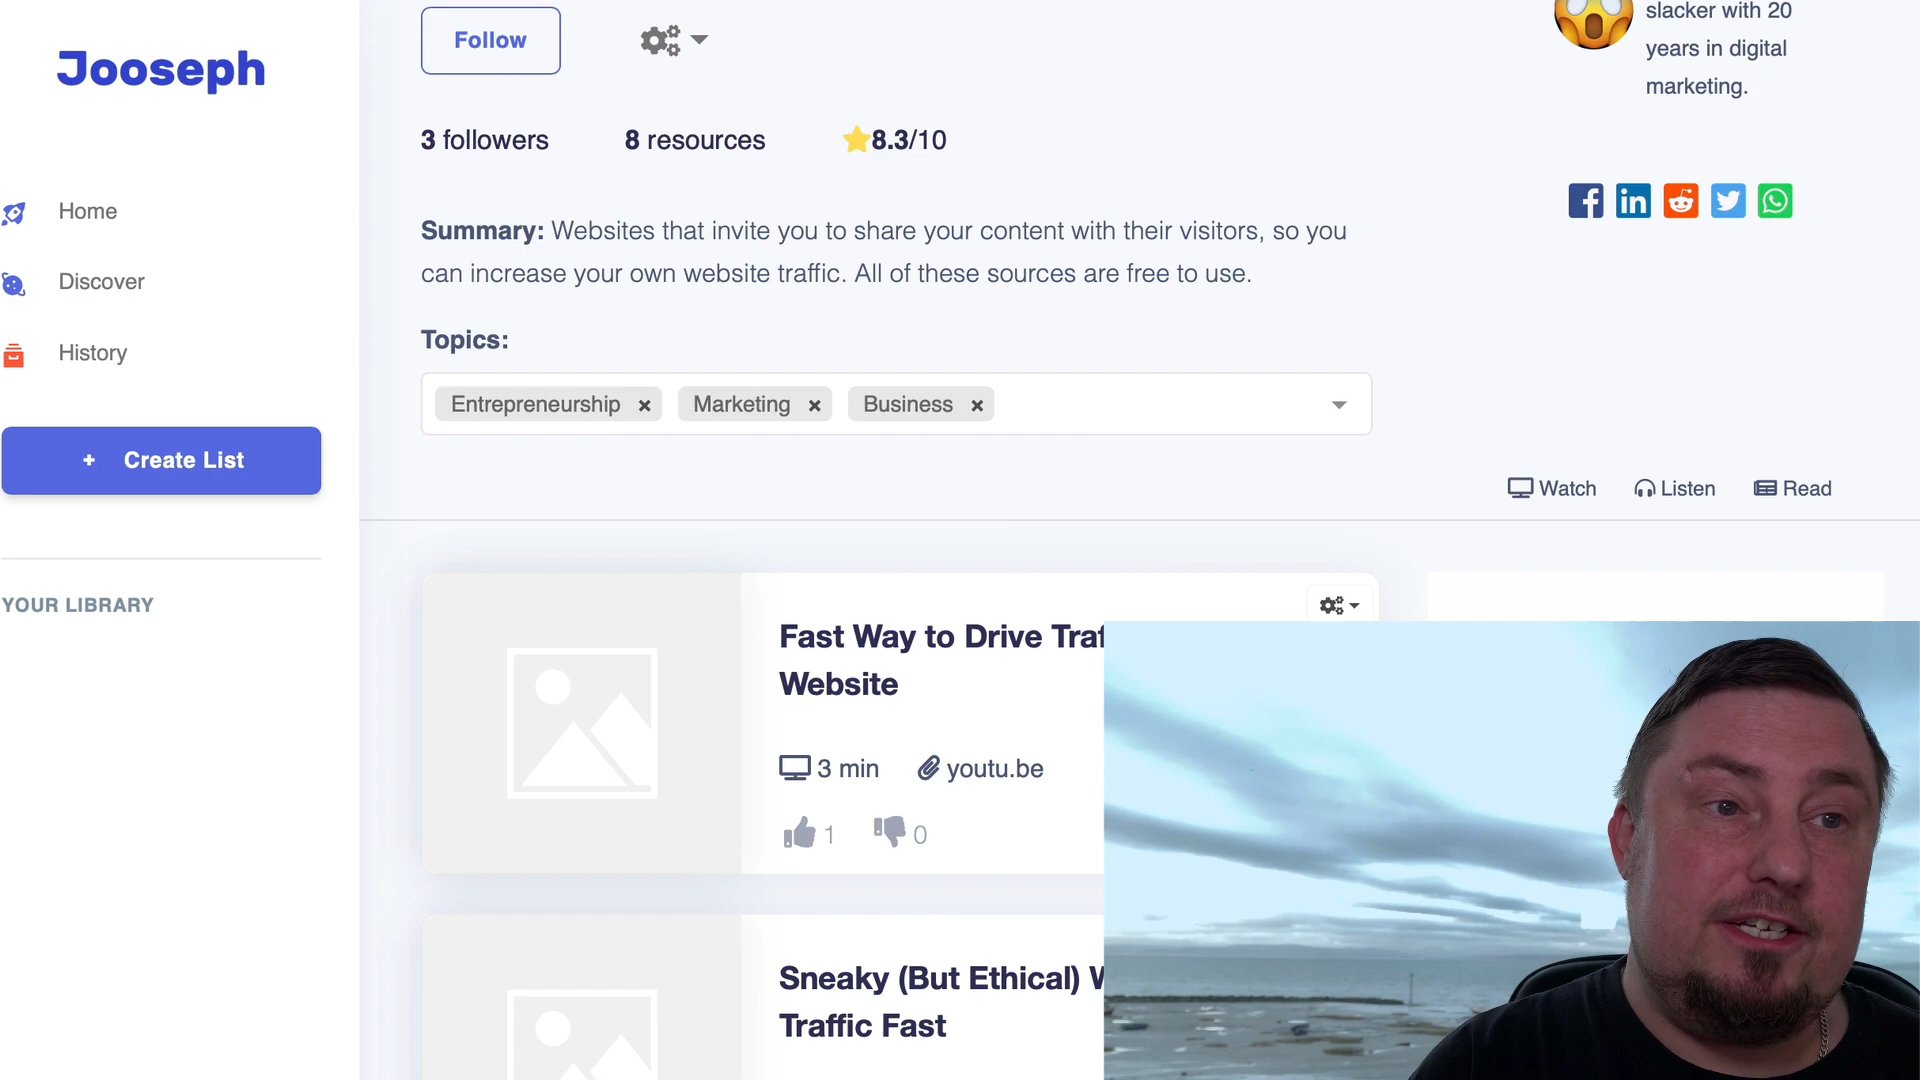 Jooseph
Home
Discover
History
+ Create List
YOUR LIBRARY
Follow
slacker with 20
years in digital
marketing.
3 followers
8 resources
8.3/10
Summary: Websites that invite you to share your content with their visitors, so you
can increase your own website traffic. All of these sources are free to use.
Topics:
Entrepreneurship ×
Marketing ×
Business ×
Watch
Listen
Read
Fast Way to Drive Traf
Website
3 min
youtu.be
1
0
Sneaky (But Ethical) W
Traffic Fast